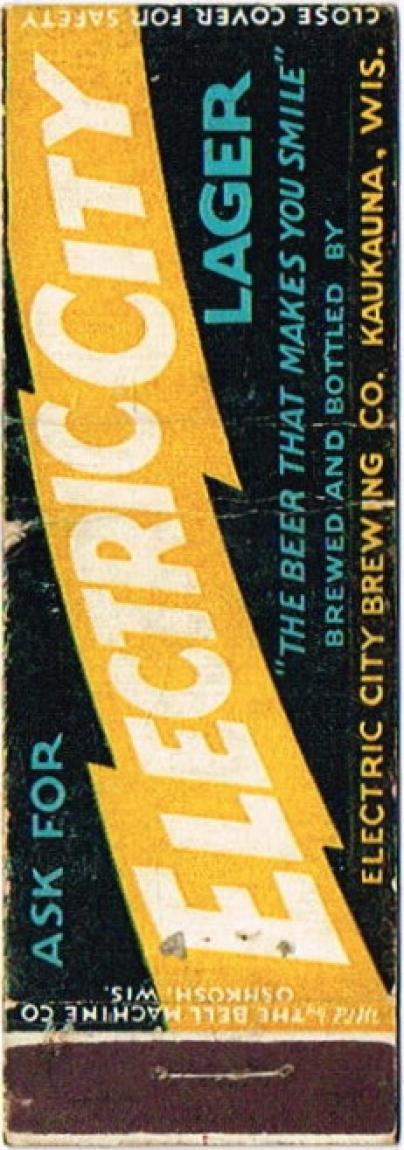 CLOSE COVER FOR SAFETY
ASK FOR
ELECTRIC CITY
LAGER
"THE BEER THAT MAKES YOU SMILE"
BREWED AND BOTTLED BY
ELECTRIC CITY BREWING CO. KAUKAUNA, WIS.
M'f'd by THE BELL MACHINE CO
OSHKOSH, WIS.